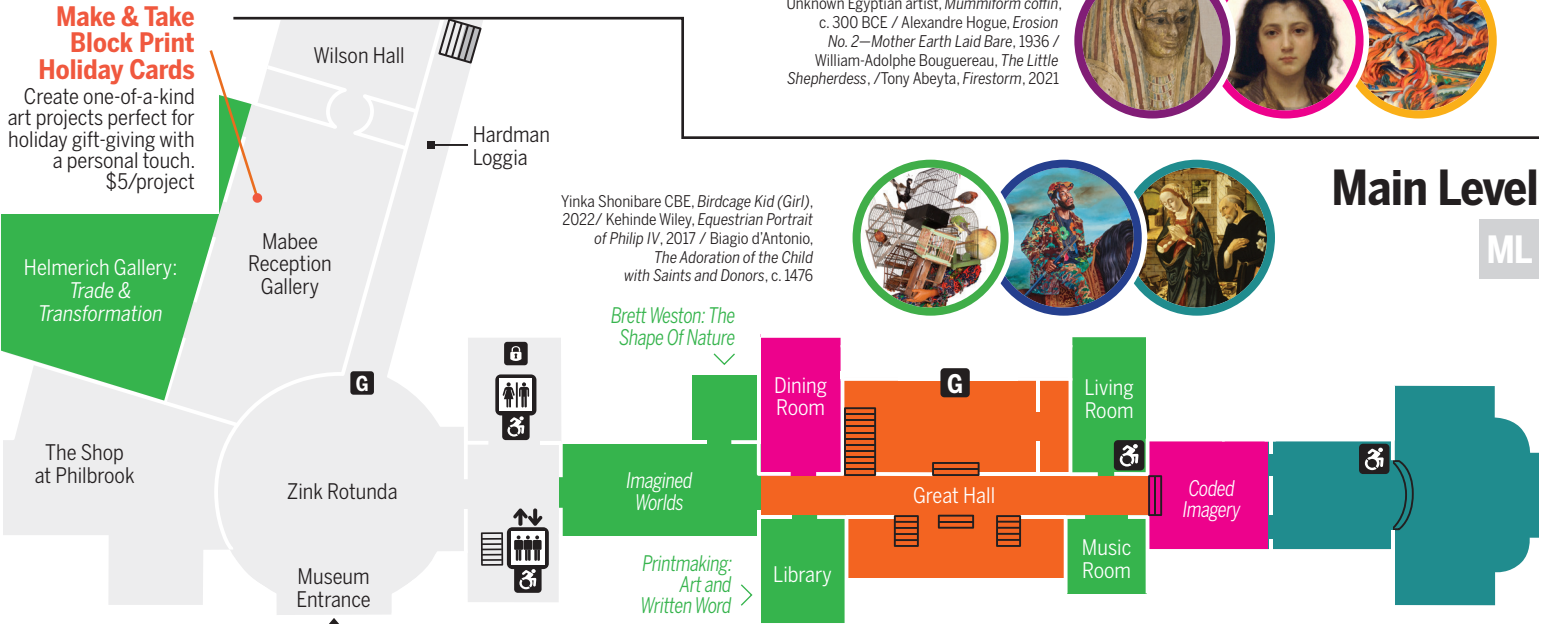 Make & Take
Block Print
Holiday Cards
Create one-of-a-kind
art projects perfect for
holiday gift-giving with
a personal touch.
$5/project
Wilson Hall
Hardman
Loggia
Unknown Egyptian artist, Mummiform coffin,
c. 300 BCE / Alexandre Hogue, Erosion
No. 2—Mother Earth Laid Bare, 1936 /
William-Adolphe Bouguereau, The Little
Shepherdess, /Tony Abeyta, Firestorm, 2021
Main Level
ML
Yinka Shonibare CBE, Birdcage Kid (Girl),
2022/ Kehinde Wiley, Equestrian Portrait
of Philip IV, 2017 / Biagio d'Antonio,
The Adoration of the Child
with Saints and Donors, c. 1476
Helmerich Gallery:
Trade &
Transformation
Mabee
Reception
Gallery
Brett Weston: The
Shape Of Nature
G
Dining
Room
G
Living
Room
The Shop
at Philbrook
Zink Rotunda
Imagined
Worlds
Great Hall
Coded
Imagery
Museum
Entrance
Printmaking:
Art and
Written Word
Library
Music
Room